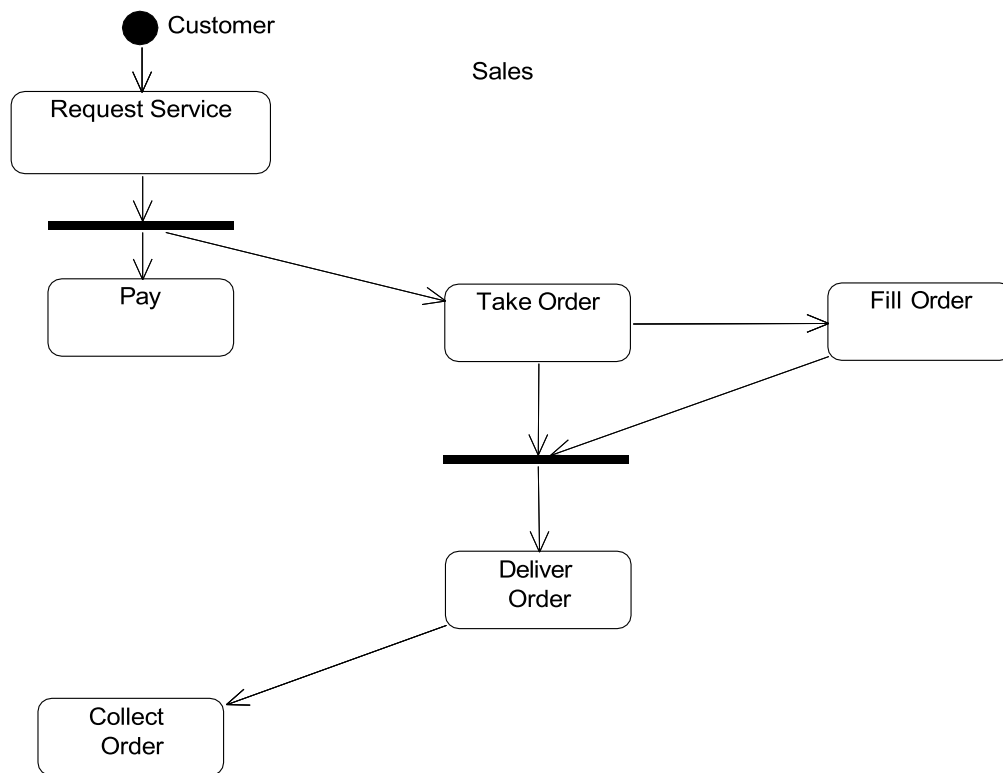 Customer
Sales
Request Service
Pay
Take Order
Fill Order
Deliver
Order
Collect
Order